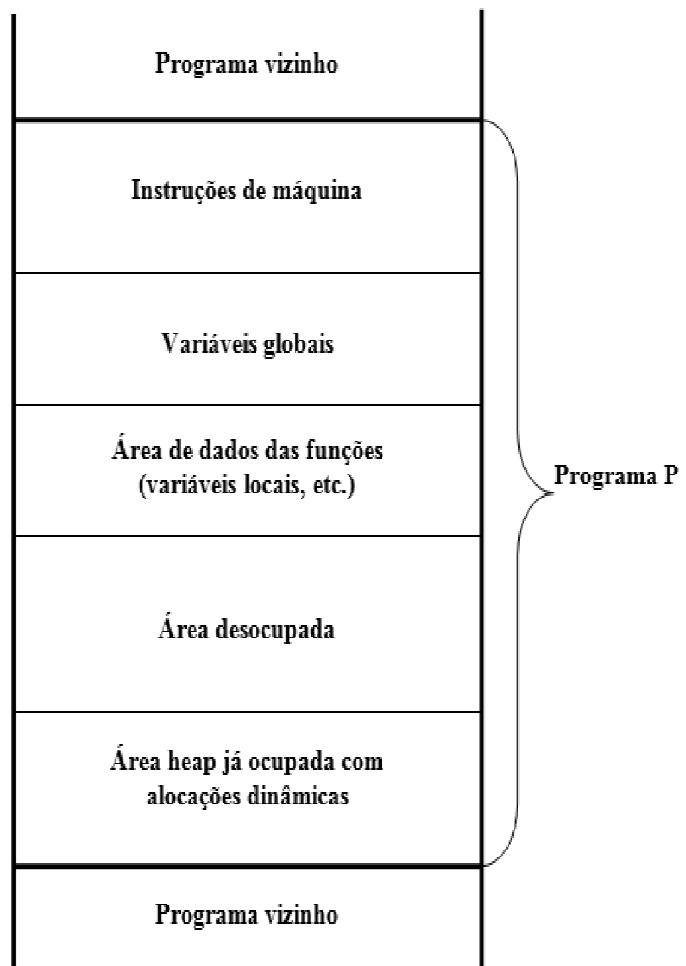 Programa vizinho
Instruções de máquina
Variáveis globais
Área de dados das funções
(variáveis locais, etc.)
Programa P
Área desocupada
Área heap já ocupada com
alocações dinâmicas
Programa vizinho